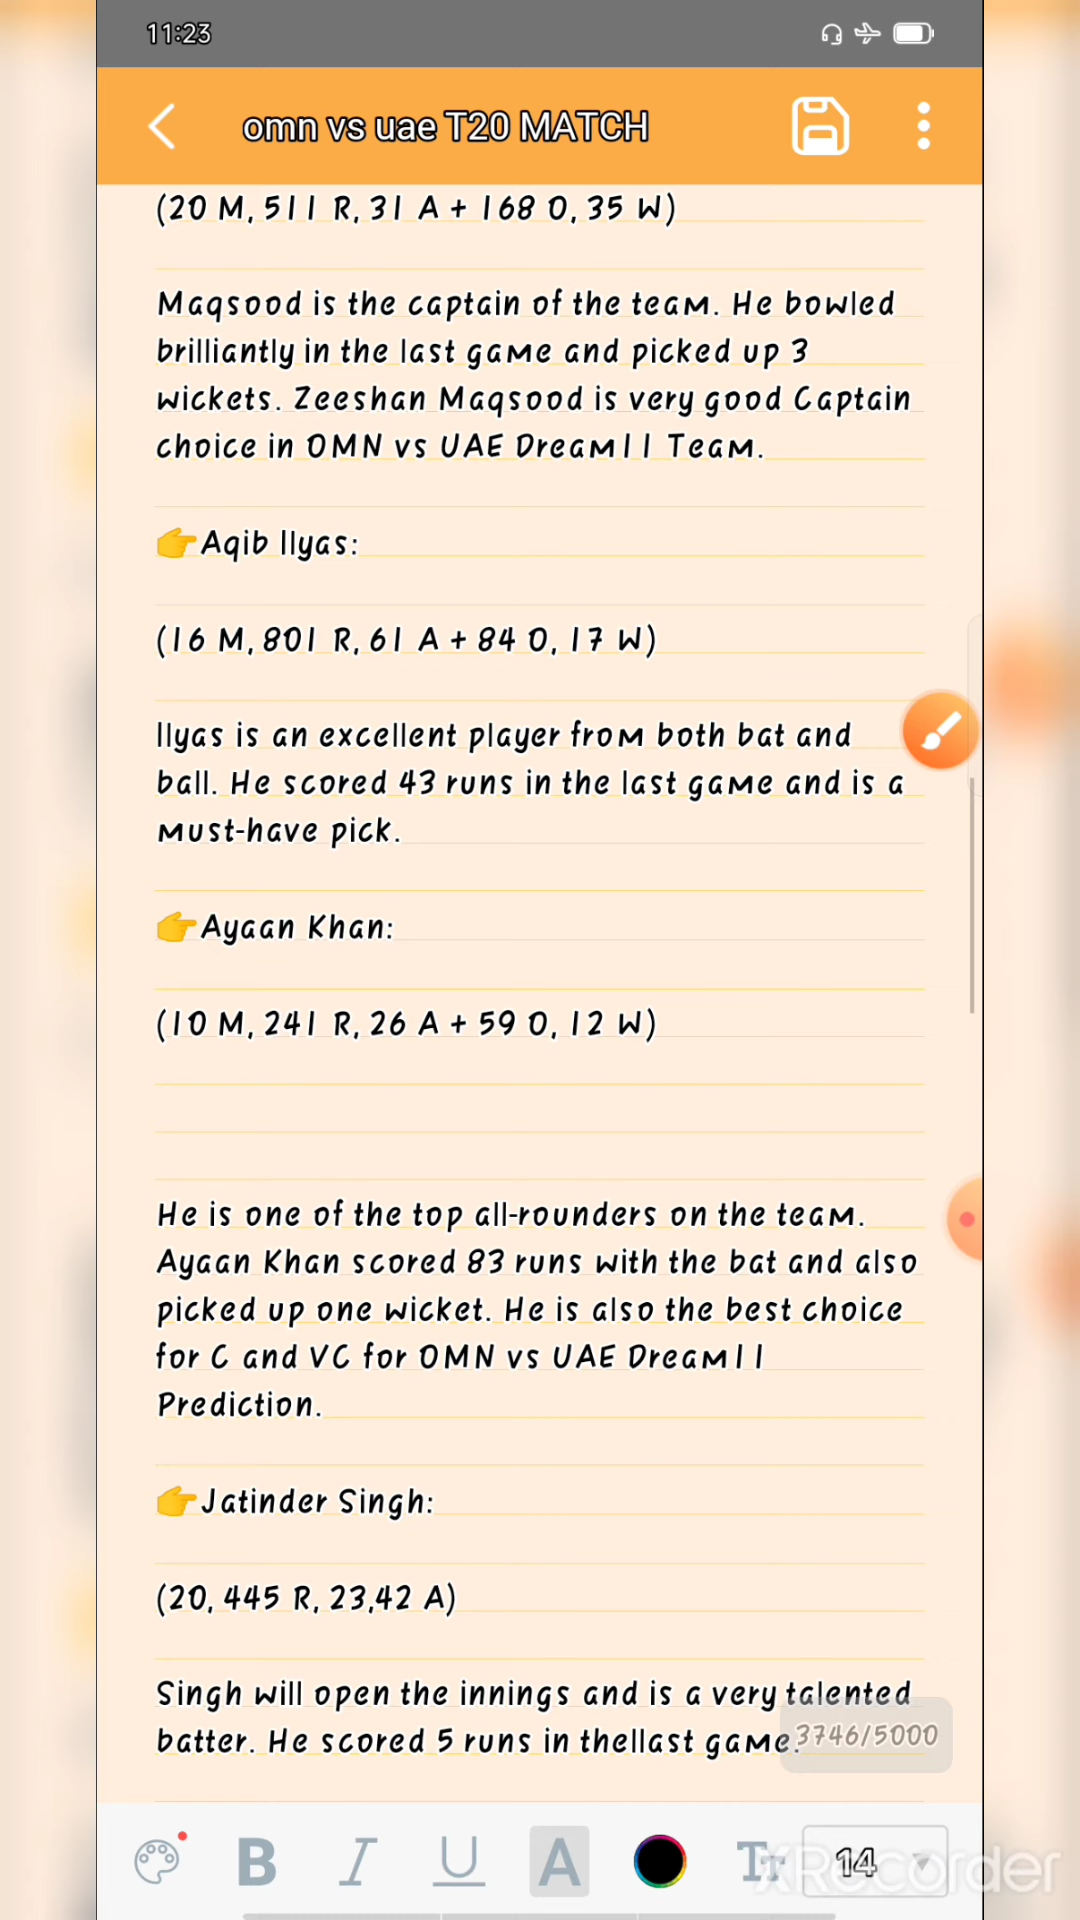 11:23
omn vs uae T20 MATCH
(20 M, 511 R, 31 A + 168 O, 35 W)
Maqsood is the captain of the team. He bowled
brilliantly in the last game and picked up 3
wickets. Zeeshan Maqsood is very good Captain
choice in OMN vs UAE Dream11 Team.
👉Aqib Ilyas:
(16 M, 801 R, 61 A + 84 O, 17 W)
Ilyas is an excellent player from both bat and
ball. He scored 43 runs in the last game and is a
must-have pick.
👉Ayaan Khan:
(10 M, 241 R, 26 A + 59 O, 12 W)
He is one of the top all-rounders on the team.
Ayaan Khan scored 83 runs with the bat and also
picked up one wicket. He is also the best choice
for C and VC for OMN vs UAE Dream11
Prediction.
👉Jatinder Singh:
(20, 445 R, 23,42 A)
Singh will open the innings and is a very talented
batter. He scored 5 runs in thellast game.
3746/5000
B I U A Tт 14
XRecorder